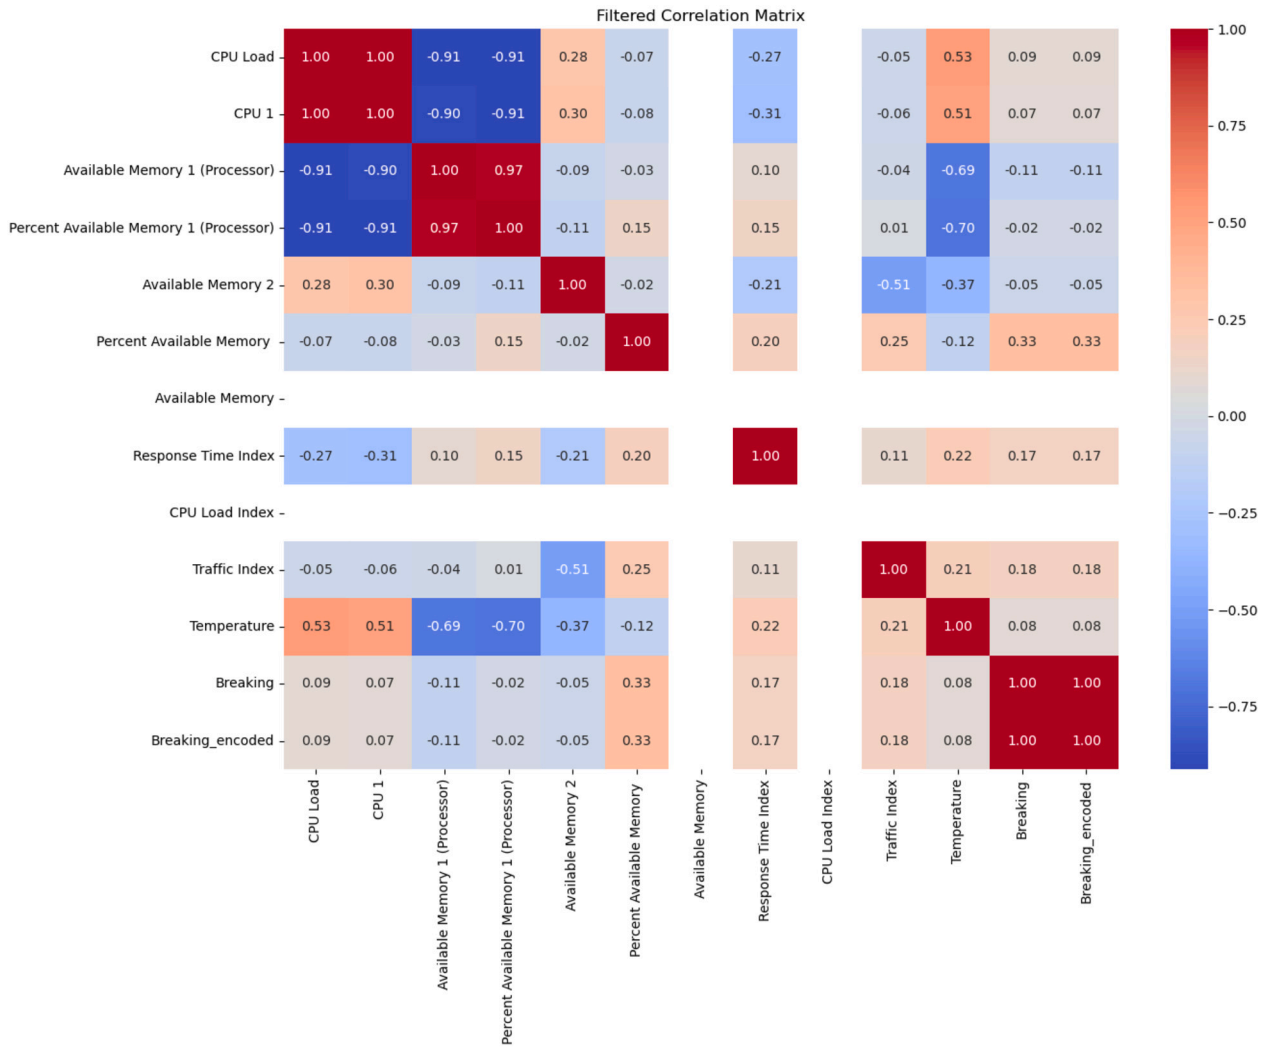 Filtered Correlation Matrix
CPU Load 1.00 1.00 -0.91 -0.91 0.28 -0.07 -0.27 -0.05 0.53 0.09 0.09
CPU 1 1.00 1.00 -0.90 -0.91 0.30 -0.08 -0.31 -0.06 0.51 0.07 0.07
Available Memory 1 (Processor) -0.91 -0.90 1.00 0.97 -0.09 -0.03 0.10 -0.04 -0.69 -0.11 -0.11
Percent Available Memory 1 (Processor) -0.91 -0.91 0.97 1.00 -0.11 0.15 0.15 0.01 -0.70 -0.02 -0.02
Available Memory 2 0.28 0.30 -0.09 -0.11 1.00 -0.02 -0.21 -0.51 -0.37 -0.05 -0.05
Percent Available Memory -0.07 -0.08 -0.03 0.15 -0.02 1.00 0.20 0.25 -0.12 0.33 0.33
Available Memory
Response Time Index -0.27 -0.31 0.10 0.15 -0.21 0.20 1.00 0.11 0.22 0.17 0.17
CPU Load Index
Traffic Index -0.05 -0.06 -0.04 0.01 -0.51 0.25 0.11 1.00 0.21 0.18 0.18
Temperature 0.53 0.51 -0.69 -0.70 -0.37 -0.12 0.22 0.21 1.00 0.08 0.08
Breaking 0.09 0.07 -0.11 -0.02 -0.05 0.33 0.17 0.18 0.08 1.00 1.00
Breaking_encoded 0.09 0.07 -0.11 -0.02 -0.05 0.33 0.17 0.18 0.08 1.00 1.00
CPU Load
CPU 1
Available Memory 1 (Processor)
Percent Available Memory 1 (Processor)
Available Memory 2
Percent Available Memory
Available Memory
Response Time Index
CPU Load Index
Traffic Index
Temperature
Breaking
Breaking_encoded
1.00
0.75
0.50
0.25
0.00
−0.25
−0.50
−0.75